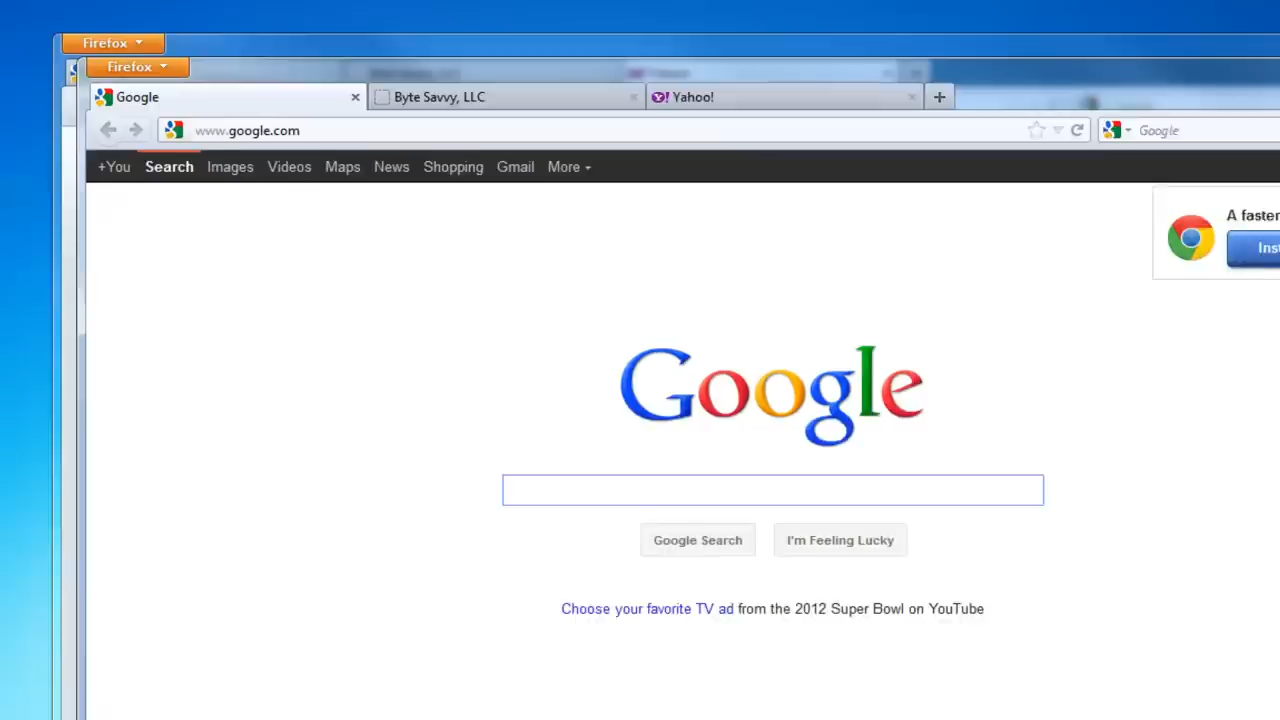 Firefox
Firefox
Google
Byte Savvy, LLC
Yahoo!
www.google.com
Google
+You Search Images Videos Maps News Shopping Gmail More
A faster
Inst
Google
Google Search
I'm Feeling Lucky
Choose your favorite TV ad from the 2012 Super Bowl on YouTube